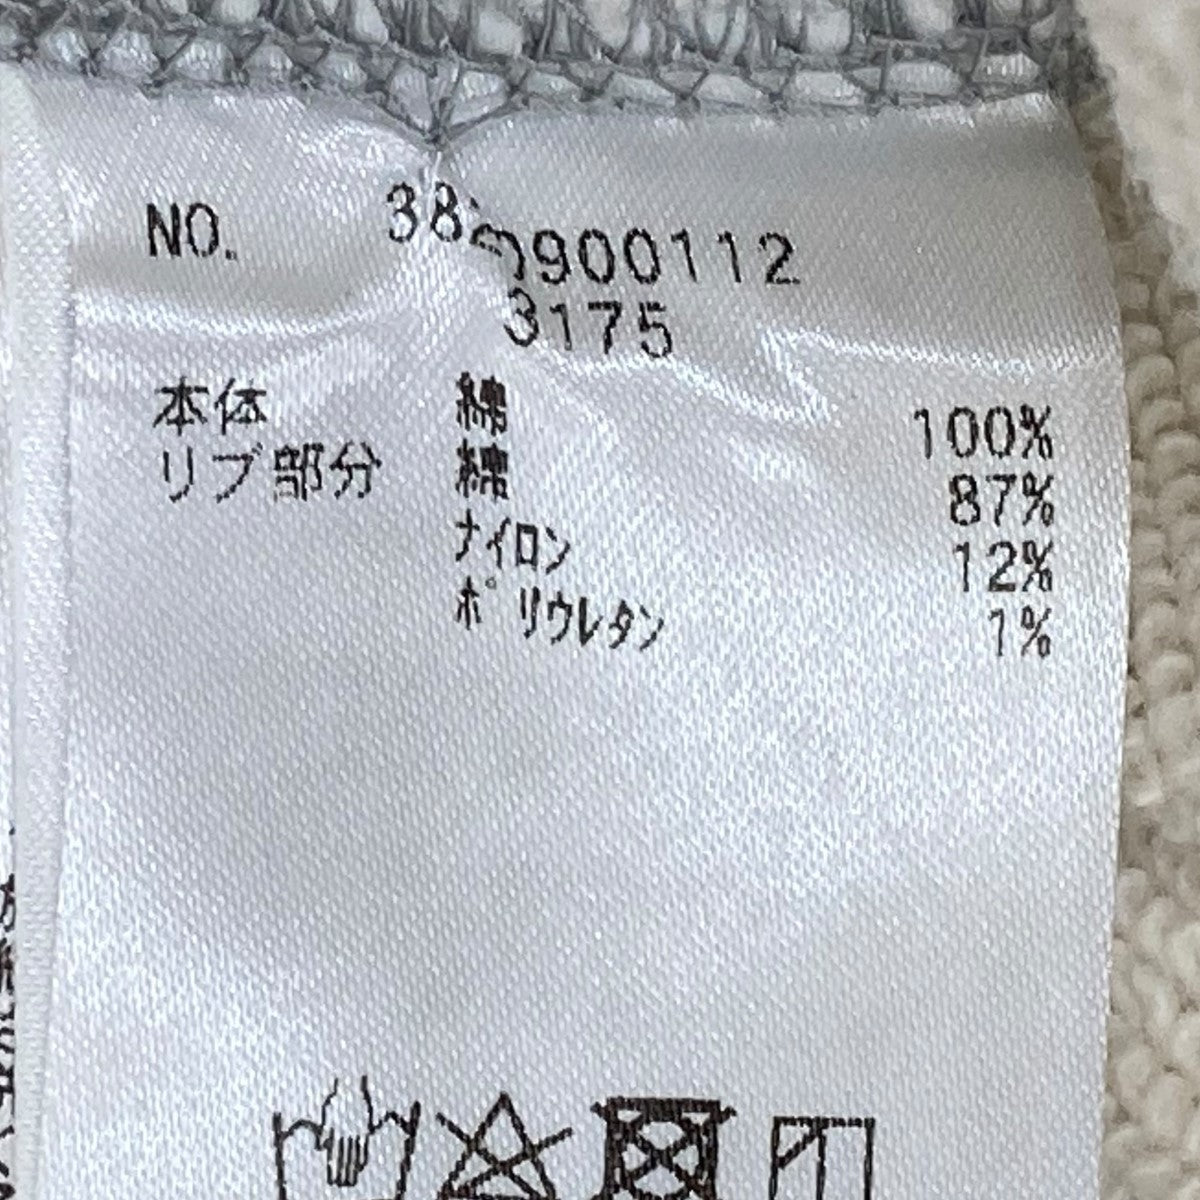 NO.
900112
3175
本体 綿 100%
リブ部分 綿 87%
ナイロン 12%
ポリウレタン 1%